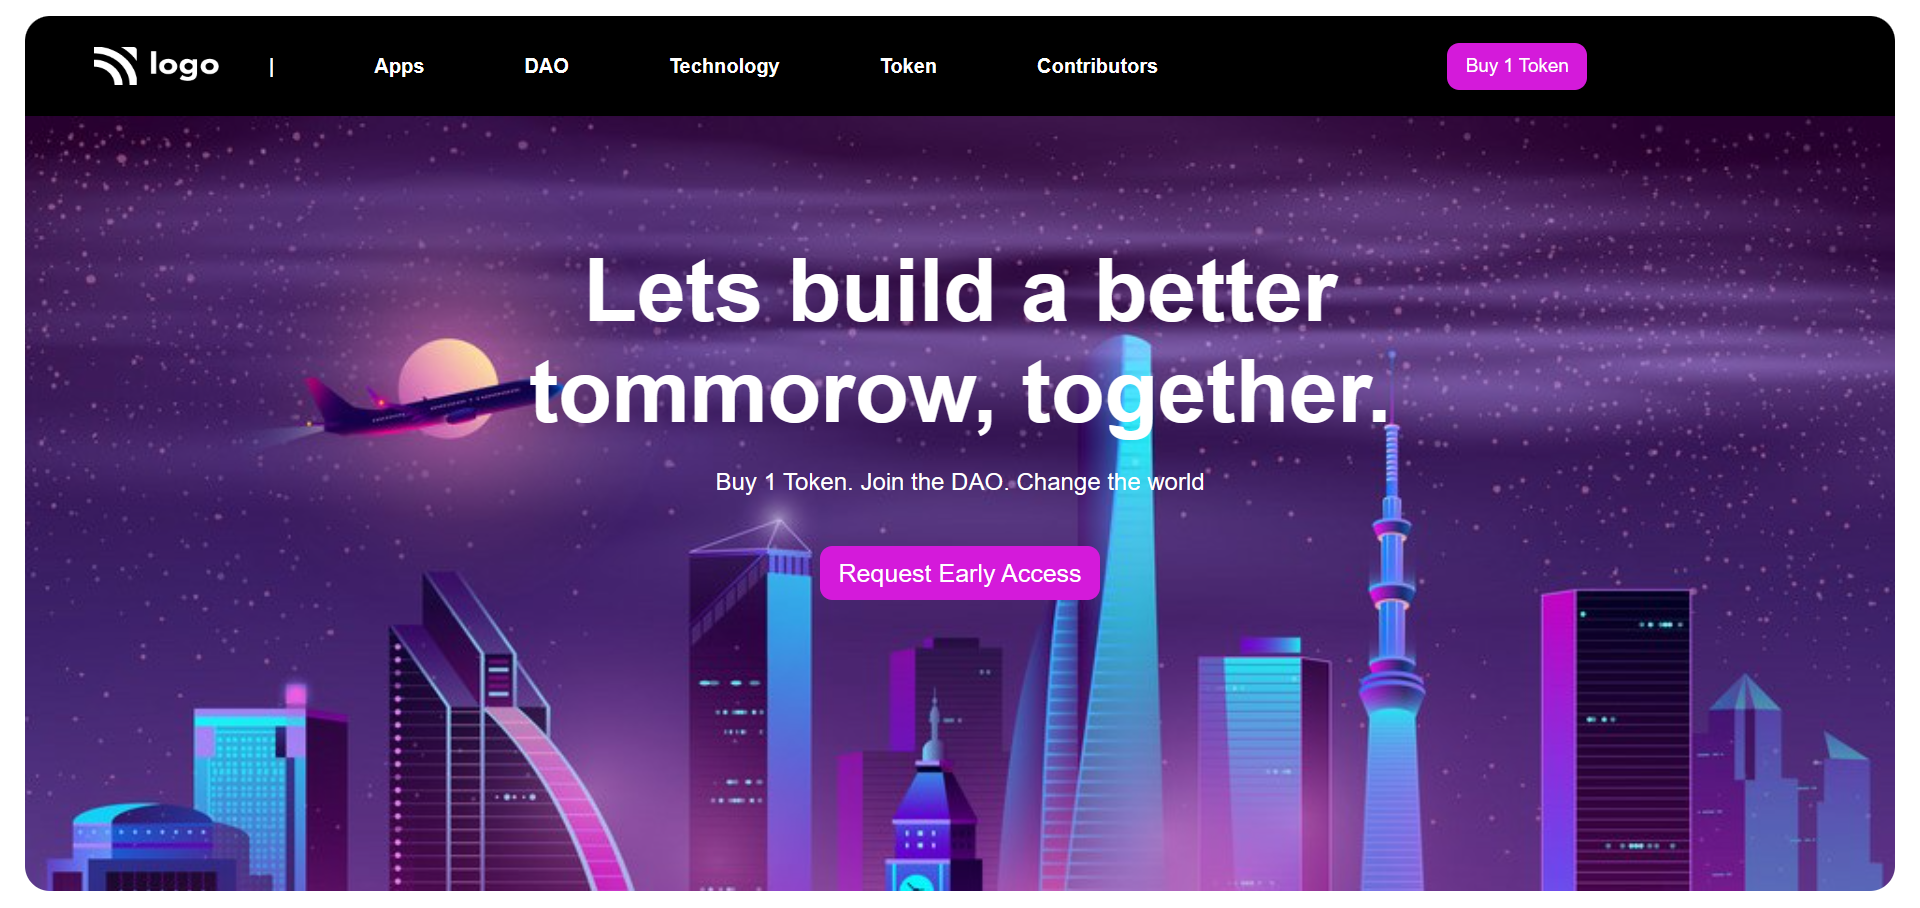 logo | Apps DAO Technology Token Contributors Buy 1 Token
Lets build a better
tommorow, together.
Buy 1 Token. Join the DAO. Change the world
Request Early Access